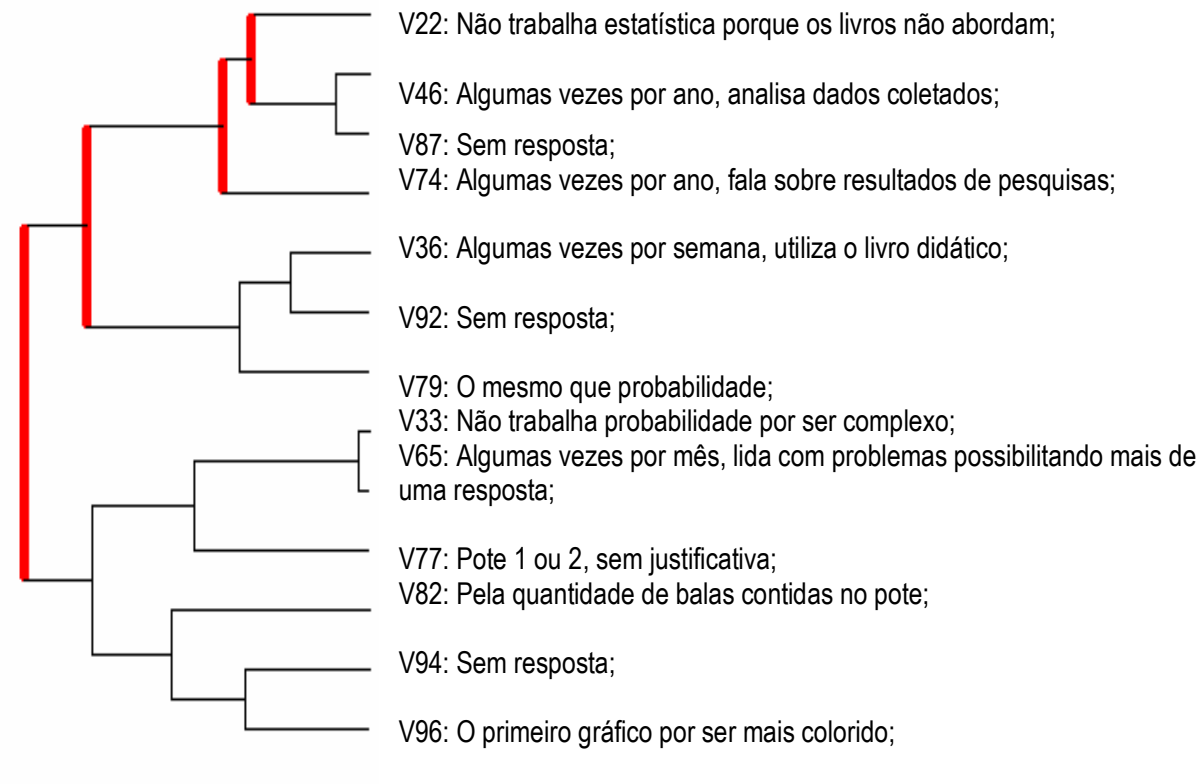 V22: Não trabalha estatística porque os livros não abordam;
V46: Algumas vezes por ano, analisa dados coletados;
V87: Sem resposta;
V74: Algumas vezes por ano, fala sobre resultados de pesquisas;
V36: Algumas vezes por semana, utiliza o livro didático;
V92: Sem resposta;
V79: O mesmo que probabilidade;
V33: Não trabalha probabilidade por ser complexo;
V65: Algumas vezes por mês, lida com problemas possibilitando mais de
uma resposta;
V77: Pote 1 ou 2, sem justificativa;
V82: Pela quantidade de balas contidas no pote;
V94: Sem resposta;
V96: O primeiro gráfico por ser mais colorido;